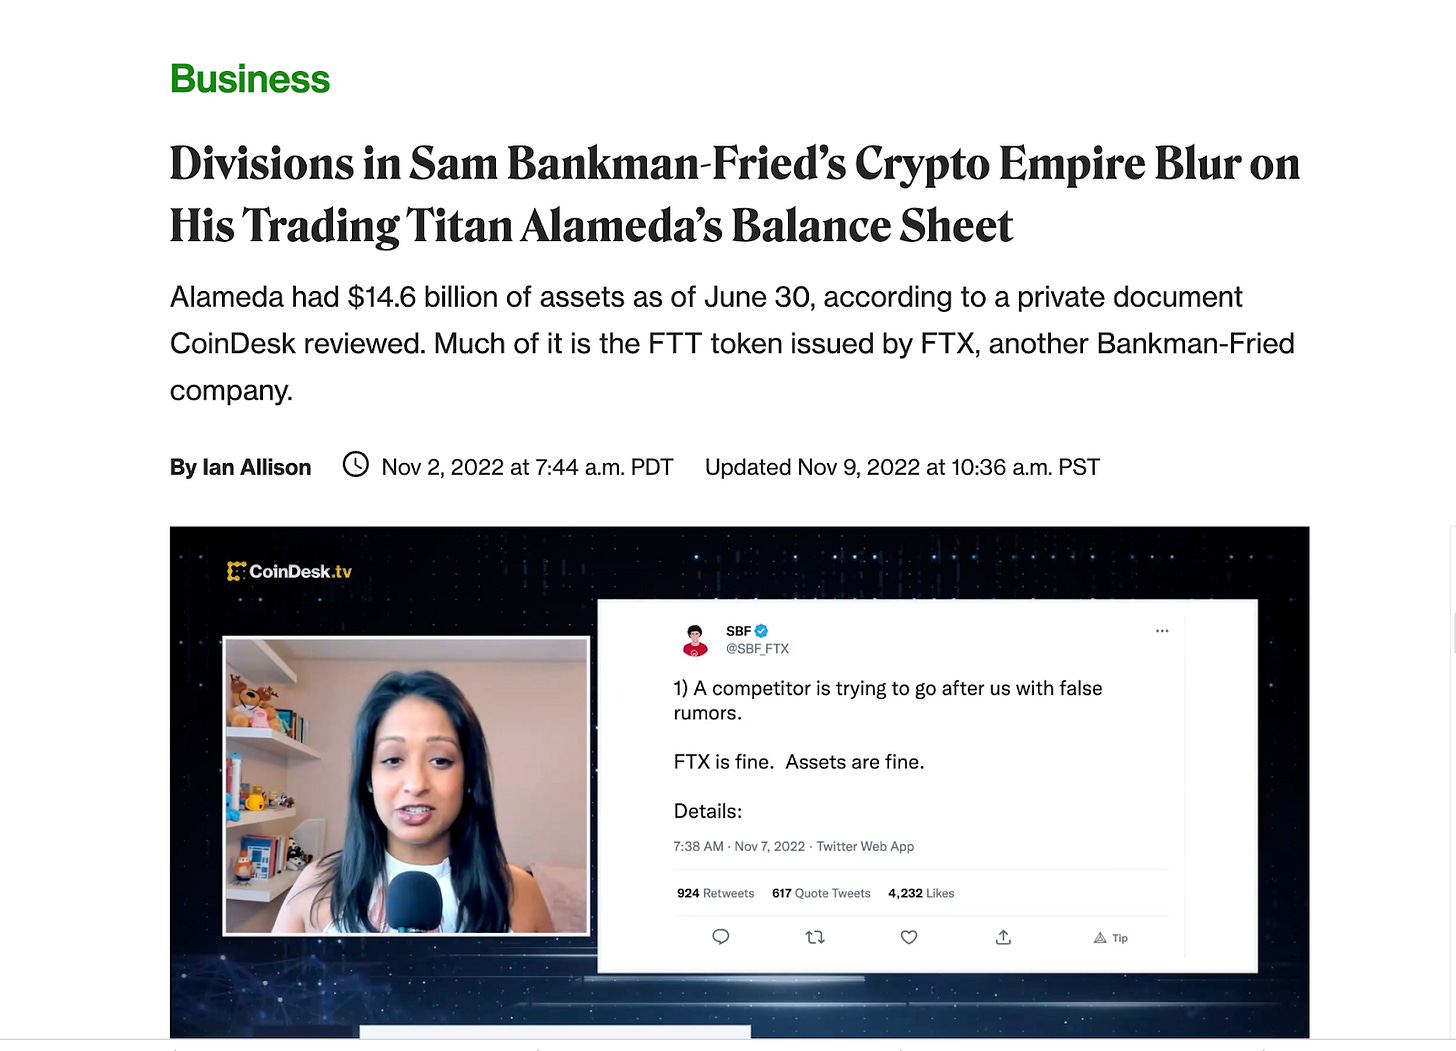 Business
Divisions in Sam Bankman-Fried’s Crypto Empire Blur on
His Trading Titan Alameda’s Balance Sheet
Alameda had $14.6 billion of assets as of June 30, according to a private document
CoinDesk reviewed. Much of it is the FTT token issued by FTX, another Bankman-Fried
company.
By Ian Allison Nov 2, 2022 at 7:44 a.m. PDT Updated Nov 9, 2022 at 10:36 a.m. PST
CoinDesk.tv
SBF
@SBF_FTX
1) A competitor is trying to go after us with false
rumors.
FTX is fine. Assets are fine.
Details:
7:38 AM · Nov 7, 2022 · Twitter Web App
924 Retweets 617 Quote Tweets 4,232 Likes
Tip